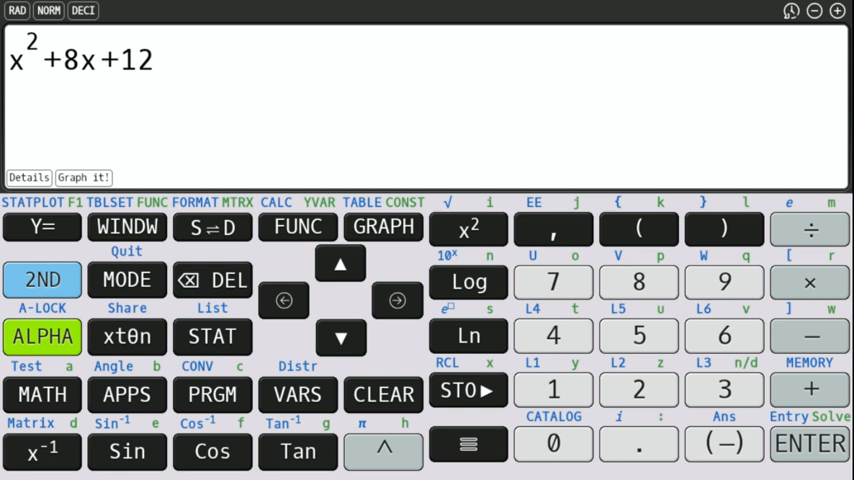 RAD NORM DECI
x²+8x+12
Details Graph it!
STATPLOT F1 TBLSET FUNC FORMAT MTRX CALC YVAR TABLE CONST √ i EE j { k } l e m
Y= WINDW S⇌D FUNC GRAPH x² , ( ) ÷
Quit 10ˣ n U o V p W q [ r
2ND MODE ⌫ DEL ▲ Log 7 8 9 ×
A-LOCK Share List e□ s L4 t L5 u L6 v ] w
ALPHA xtθn STAT ▼ Ln 4 5 6 –
Test a Angle b CONV c Distr RCL x L1 y L2 z L3 n/d MEMORY
MATH APPS PRGM VARS CLEAR STO▶ 1 2 3 +
Matrix d Sin⁻¹ e Cos⁻¹ f Tan⁻¹ g π h CATALOG i : Ans Entry Solve
x⁻¹ Sin Cos Tan ^ ≡ 0 . (–) ENTER